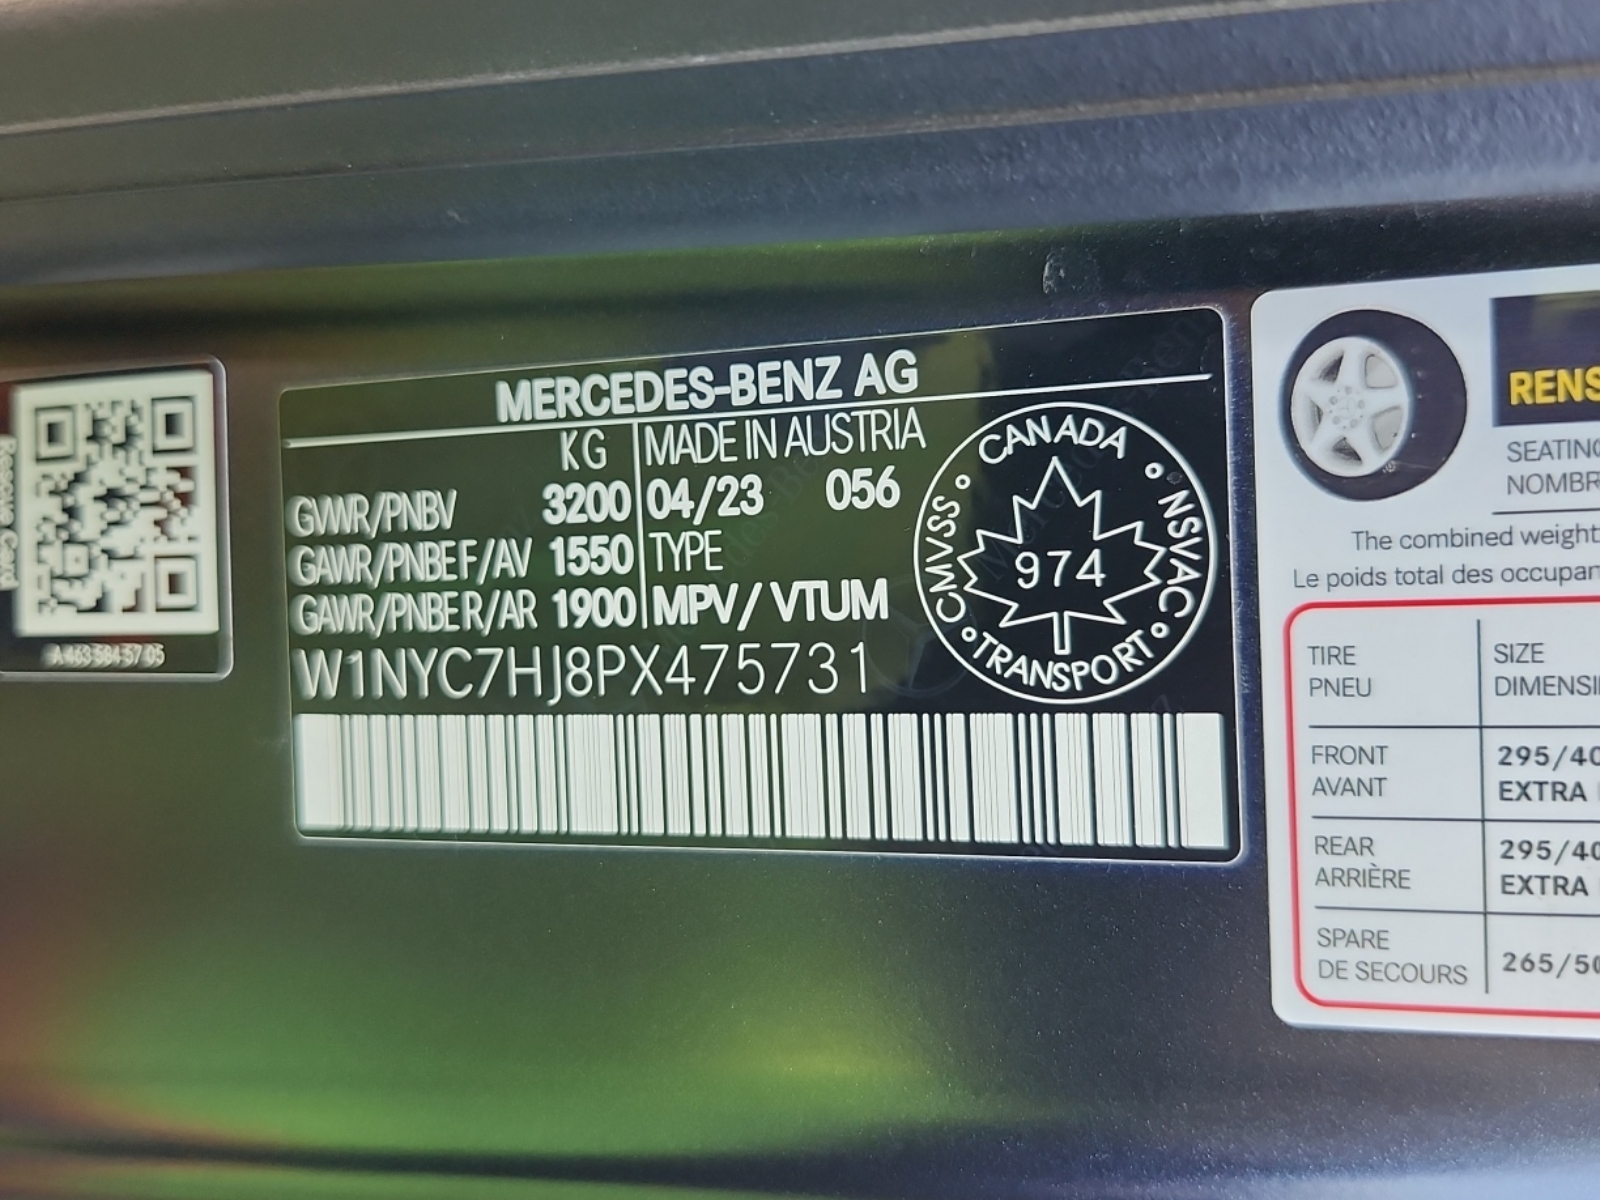 Rescue Card
A 463 584 57 05
MERCEDES-BENZ AG
KG
MADE IN AUSTRIA
GVWR/PNBV 3200
04/23 056
GAWR/PNBE F/AV 1550
TYPE
GAWR/PNBE R/AR 1900
MPV/VTUM
W1NYC7HJ8PX475731
CANADA
CMVSS
NSVAC
974
TRANSPORT
RENS
SEATING
NOMBR
The combined weight
Le poids total des occupan
TIRE
PNEU
SIZE
DIMENSI
FRONT
AVANT
295/40
EXTRA
REAR
ARRIÈRE
295/40
EXTRA
SPARE
DE SECOURS
265/50